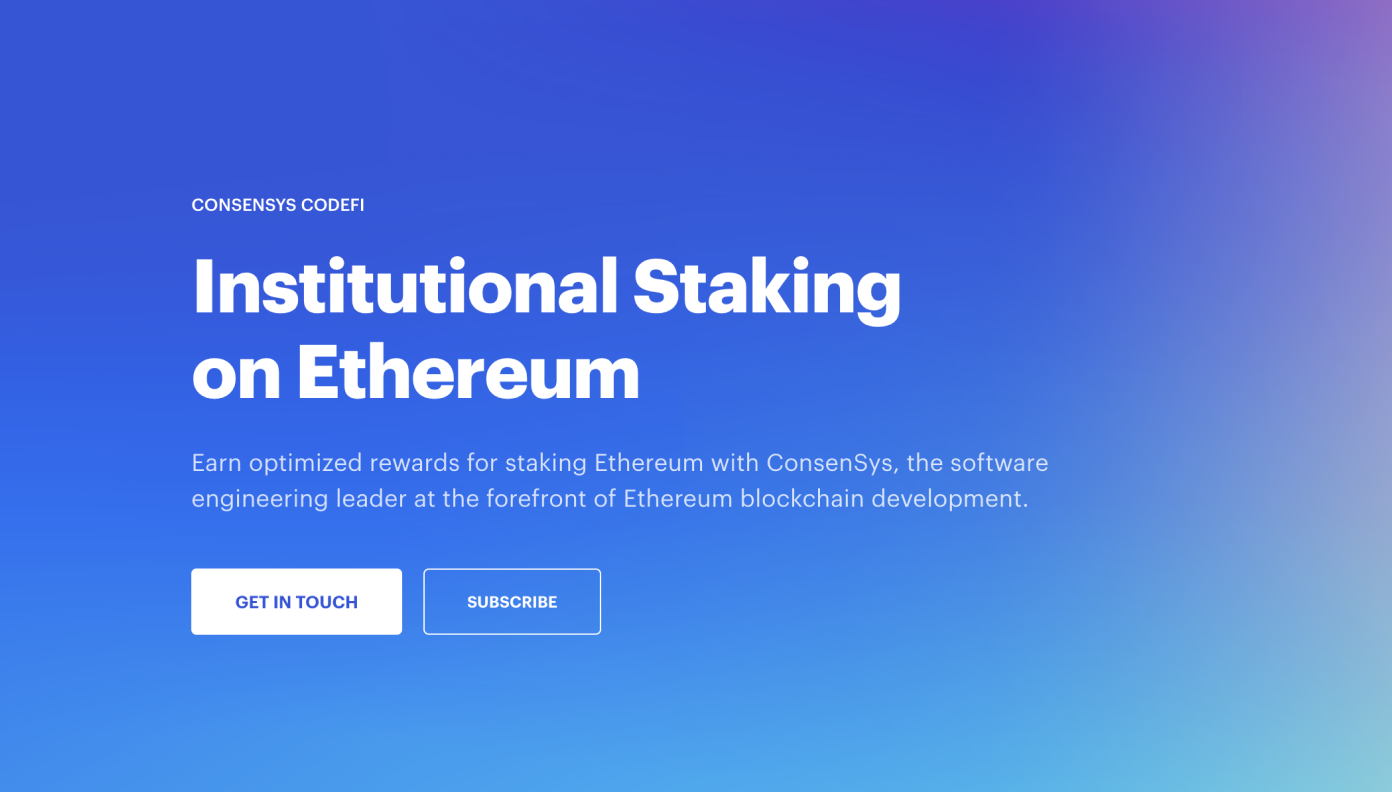 CONSENSYS CODEFI
Institutional Staking
on Ethereum
Earn optimized rewards for staking Ethereum with ConsenSys, the software
engineering leader at the forefront of Ethereum blockchain development.
GET IN TOUCH
SUBSCRIBE